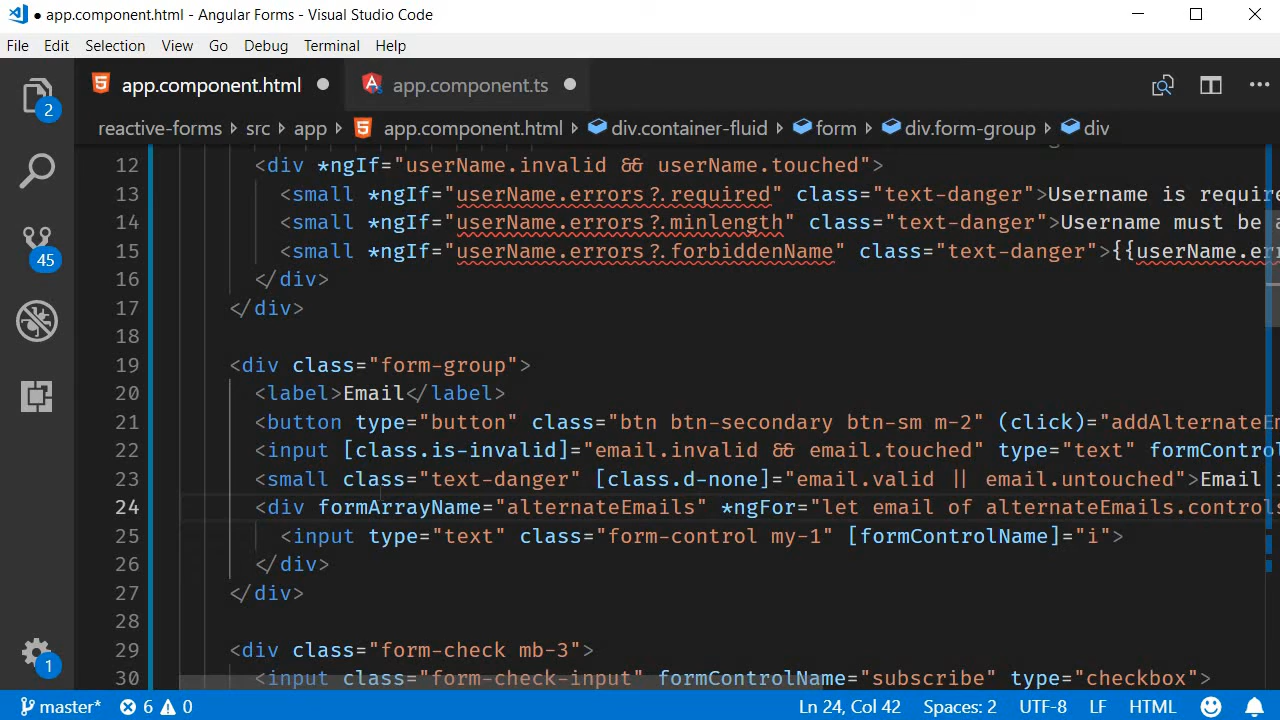 app.component.html - Angular Forms - Visual Studio Code
File Edit Selection View Go Debug Terminal Help
app.component.html app.component.ts
2
reactive-forms src app app.component.html div.container-fluid form div.form-group div
12 <div *ngIf="userName.invalid && userName.touched">
13 <small *ngIf="userName.errors?.required" class="text-danger">Username is require
14 <small *ngIf="userName.errors?.minlength" class="text-danger">Username must be a
15 <small *ngIf="userName.errors?.forbiddenName" class="text-danger">{{userName.err
45
16 </div>
17 </div>
18
19 <div class="form-group">
20 <label>Email</label>
21 <button type="button" class="btn btn-secondary btn-sm m-2" (click)="addAlternateEm
22 <input [class.is-invalid]="email.invalid && email.touched" type="text" formControl
23 <small class="text-danger" [class.d-none]="email.valid || email.untouched">Email i
24 <div formArrayName="alternateEmails" *ngFor="let email of alternateEmails.controls
25 <input type="text" class="form-control my-1" [formControlName]="i">
26 </div>
27 </div>
28
29 <div class="form-check mb-3">
1
30 <input class="form-check-input" formControlName="subscribe" type="checkbox">
master* 6 0 Ln 24, Col 42 Spaces: 2 UTF-8 LF HTML